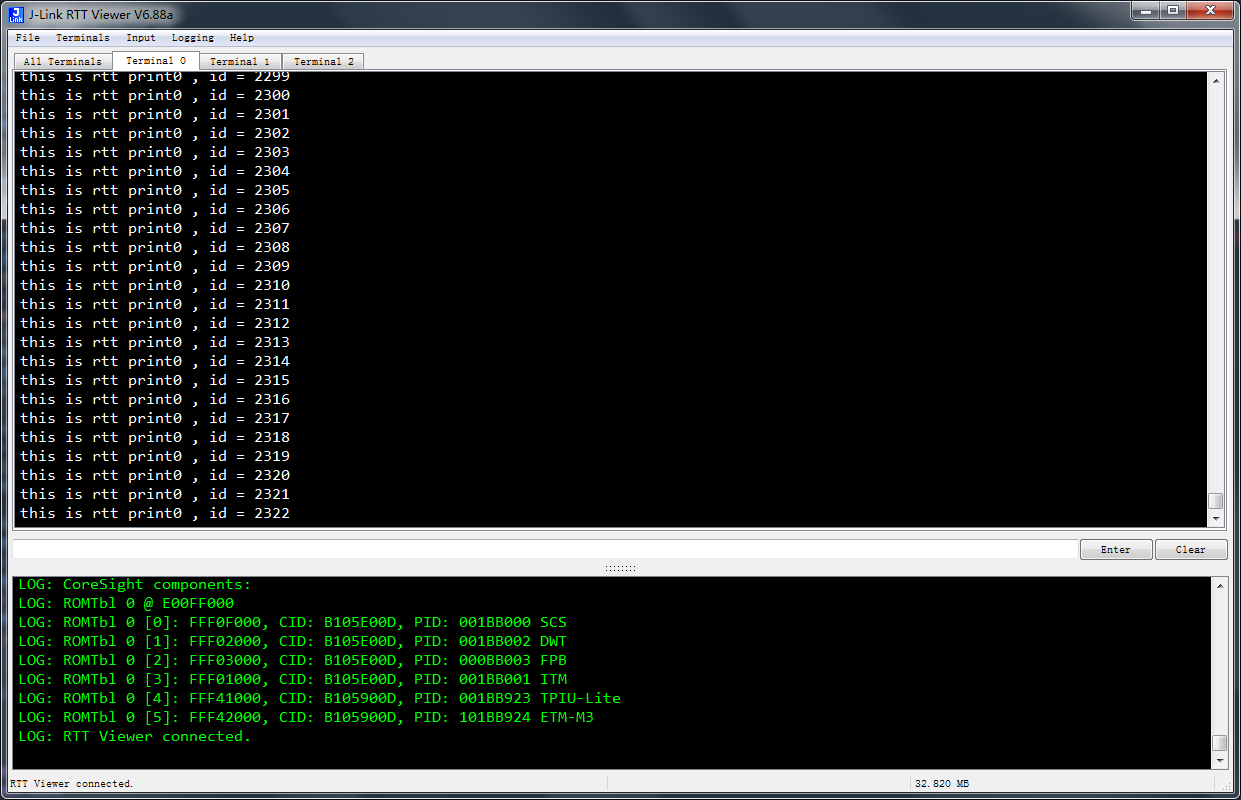 J-Link RTT Viewer V6.88a
File Terminals Input Logging Help
All Terminals Terminal 0 Terminal 1 Terminal 2
this is rtt print0 , id = 2299
this is rtt print0 , id = 2300
this is rtt print0 , id = 2301
this is rtt print0 , id = 2302
this is rtt print0 , id = 2303
this is rtt print0 , id = 2304
this is rtt print0 , id = 2305
this is rtt print0 , id = 2306
this is rtt print0 , id = 2307
this is rtt print0 , id = 2308
this is rtt print0 , id = 2309
this is rtt print0 , id = 2310
this is rtt print0 , id = 2311
this is rtt print0 , id = 2312
this is rtt print0 , id = 2313
this is rtt print0 , id = 2314
this is rtt print0 , id = 2315
this is rtt print0 , id = 2316
this is rtt print0 , id = 2317
this is rtt print0 , id = 2318
this is rtt print0 , id = 2319
this is rtt print0 , id = 2320
this is rtt print0 , id = 2321
this is rtt print0 , id = 2322
Enter Clear
LOG: CoreSight components:
LOG: ROMTbl 0 @ E00FF000
LOG: ROMTbl 0 [0]: FFF0F000, CID: B105E00D, PID: 001BB000 SCS
LOG: ROMTbl 0 [1]: FFF02000, CID: B105E00D, PID: 001BB002 DWT
LOG: ROMTbl 0 [2]: FFF03000, CID: B105E00D, PID: 000BB003 FPB
LOG: ROMTbl 0 [3]: FFF01000, CID: B105E00D, PID: 001BB001 ITM
LOG: ROMTbl 0 [4]: FFF41000, CID: B105900D, PID: 001BB923 TPIU-Lite
LOG: ROMTbl 0 [5]: FFF42000, CID: B105900D, PID: 101BB924 ETM-M3
LOG: RTT Viewer connected.
RTT Viewer connected. 32.820 MB